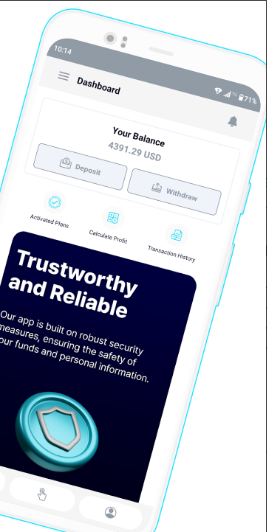 10:14
71%
Dashboard
Your Balance
4391.29 USD
Deposit
Withdraw
Activated Plans
Calculate Profit
Transaction History
Trustworthy
and Reliable
Our app is built on robust security
measures, ensuring the safety of
our funds and personal information.